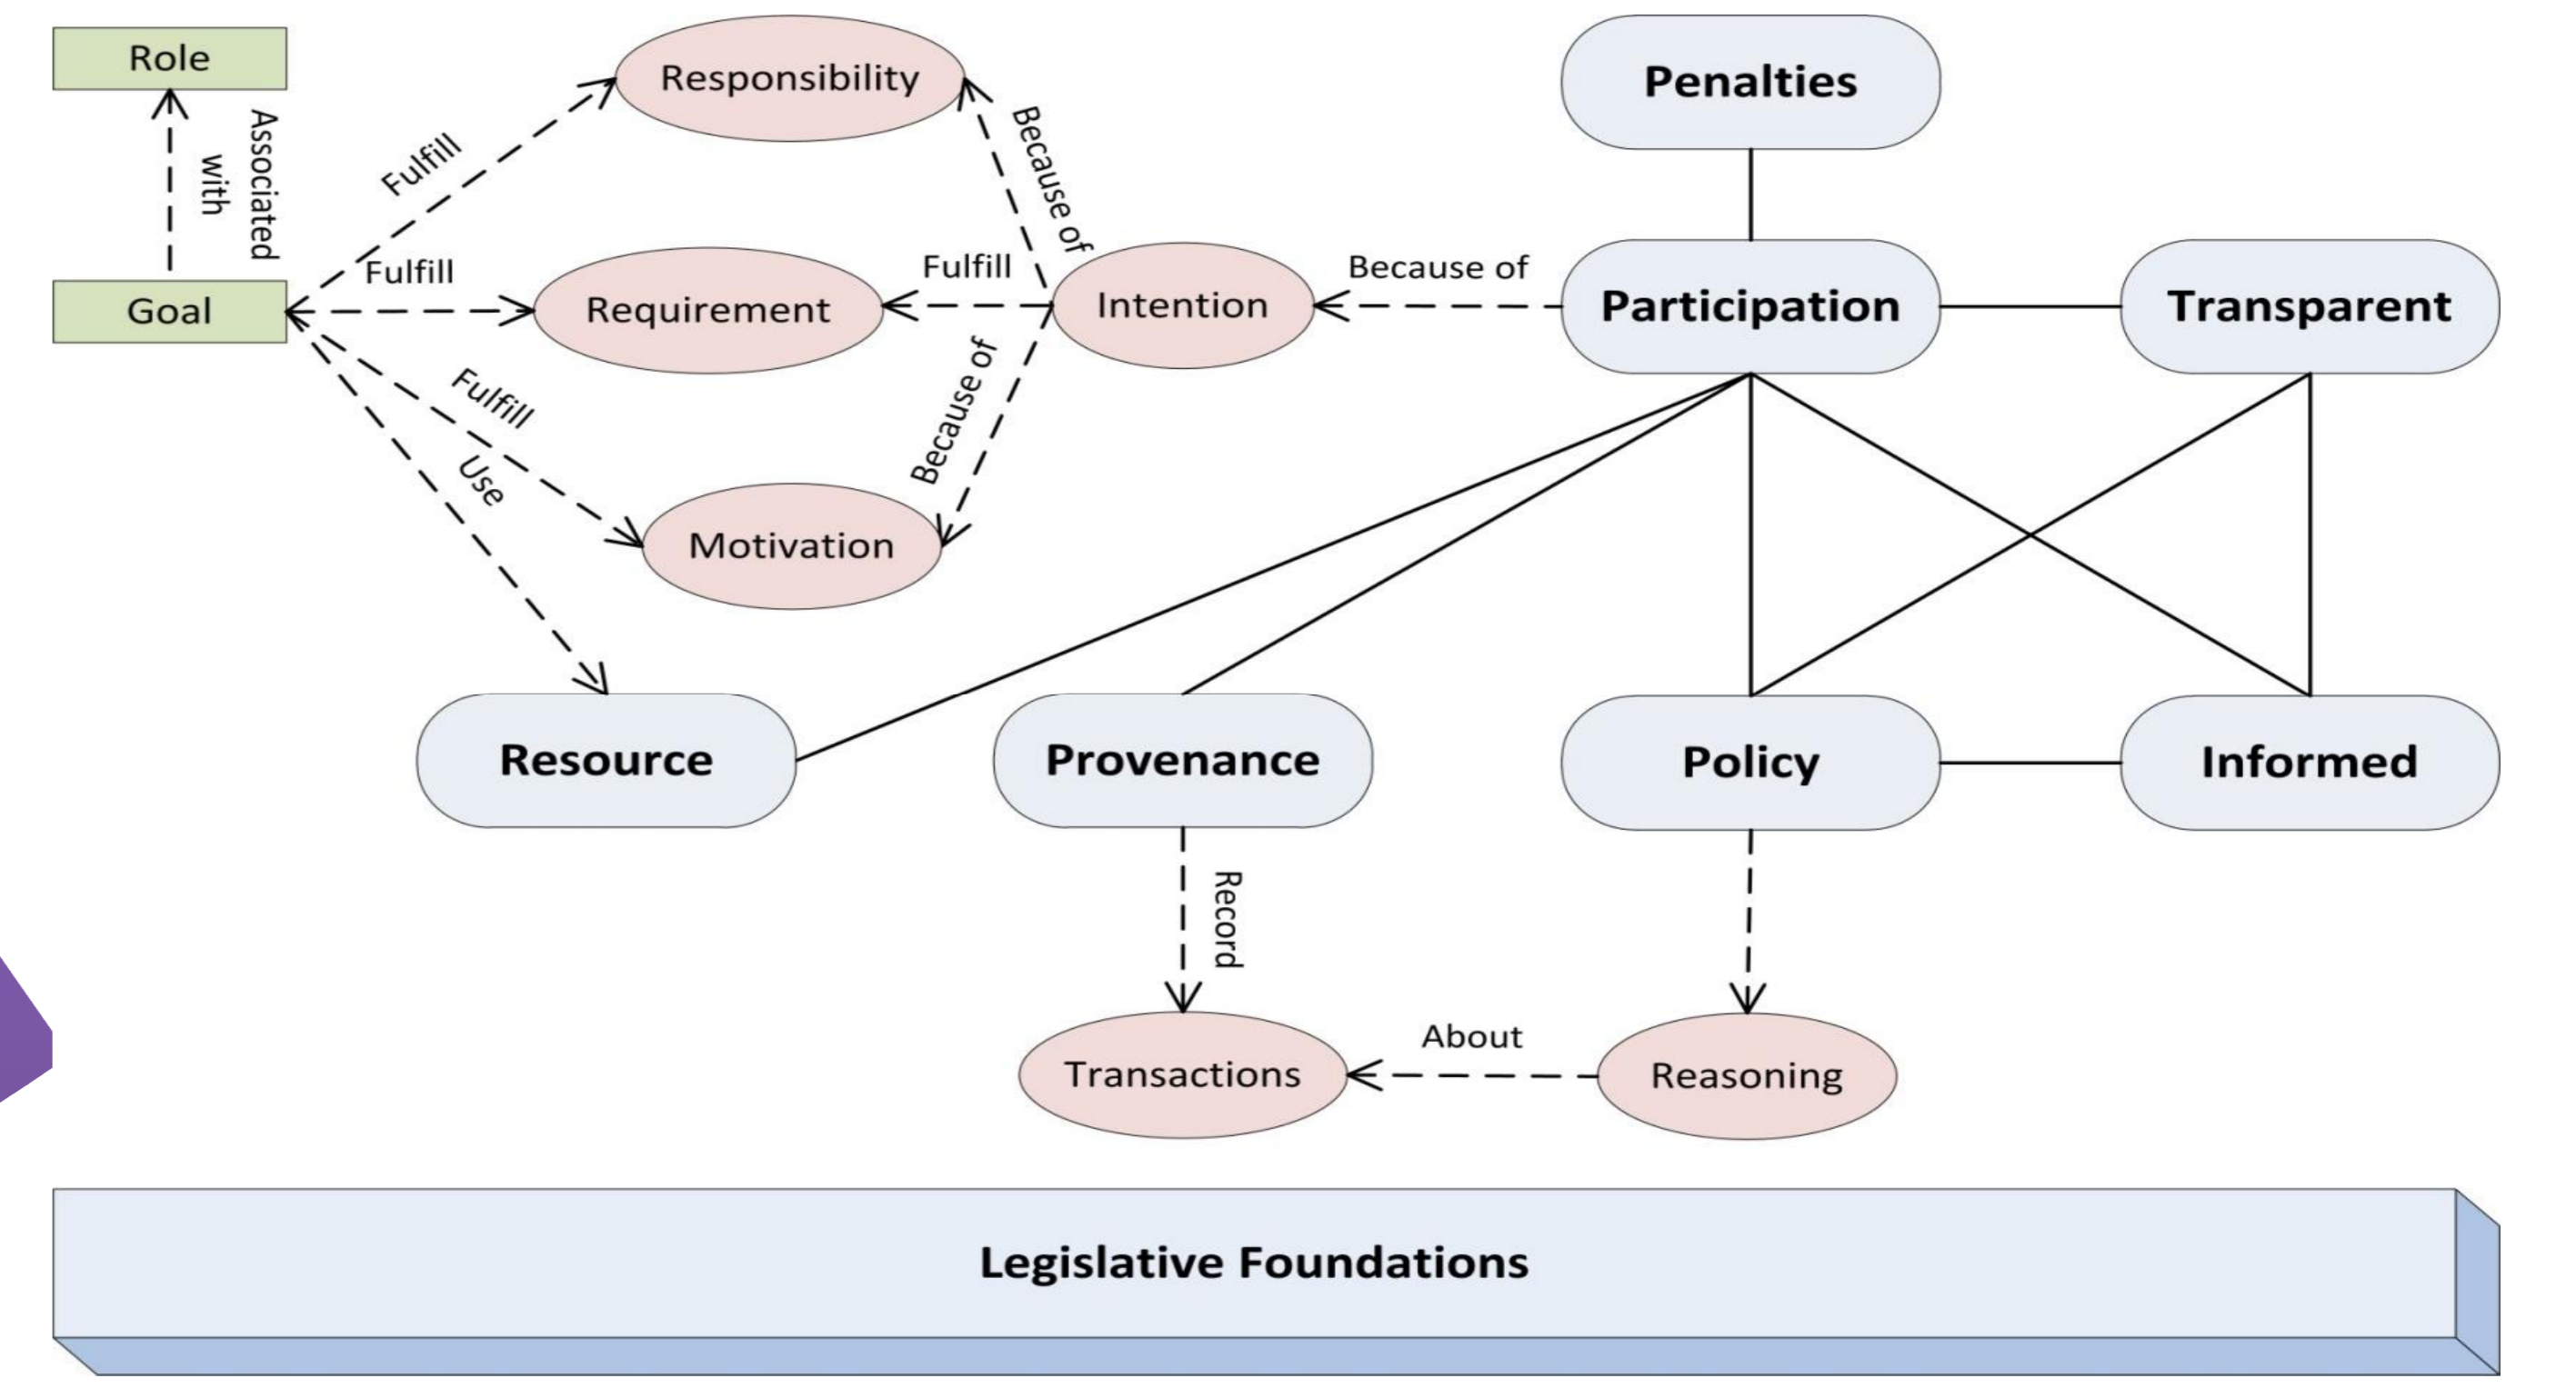 Role
Responsibility
Penalties
Associated
with
Fulfill
Because of
Goal
Fulfill
Requirement
Fulfill
Intention
Because of
Participation
Transparent
Fulfill
Use
Because of
Motivation
Resource
Provenance
Policy
Informed
Record
Transactions
About
Reasoning
Legislative Foundations